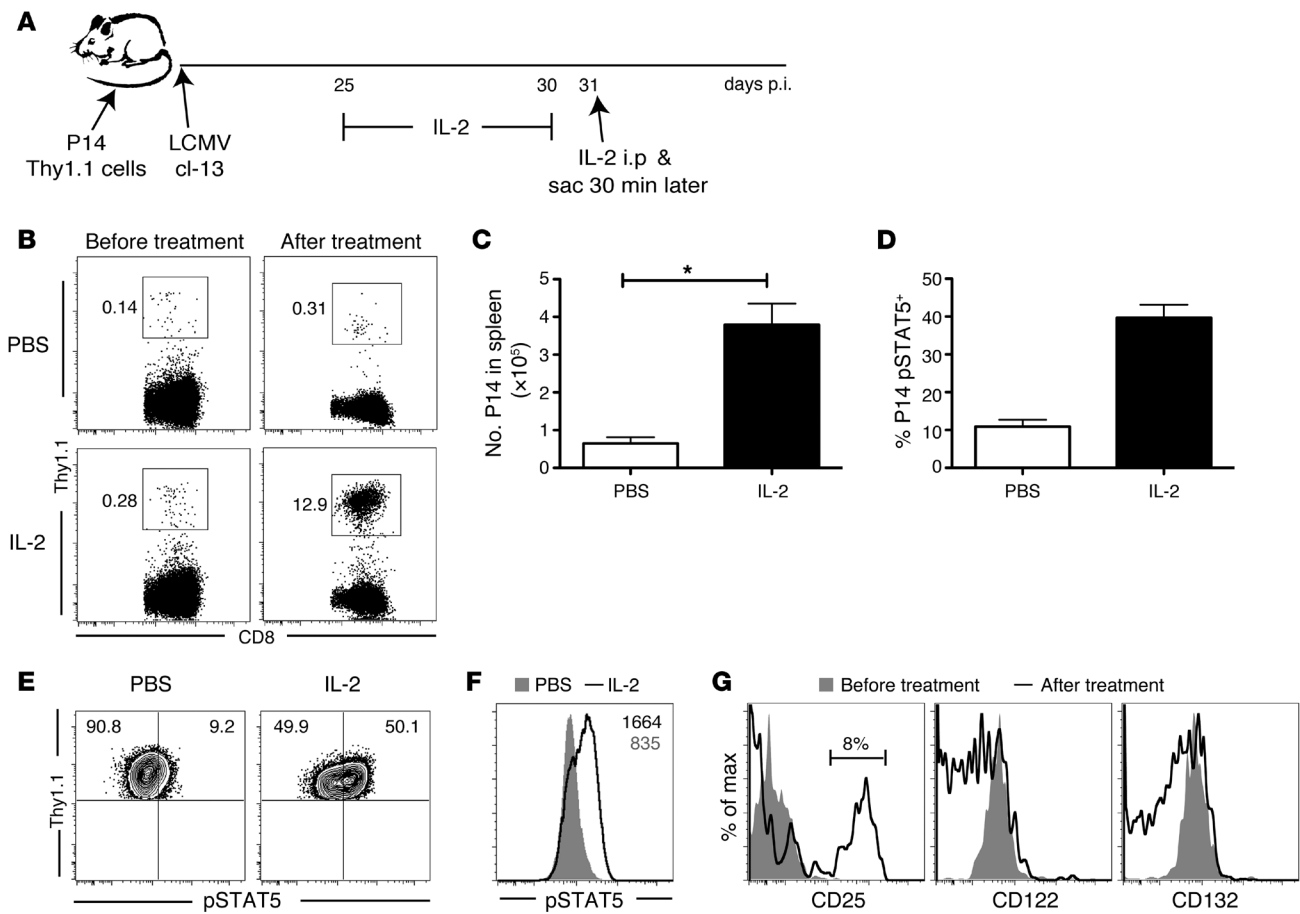 A
25 30 31 days p.i.
IL-2
P14
Thy1.1 cells
LCMV
cl-13
IL-2 i.p &
sac 30 min later
B
Before treatment After treatment
PBS
0.14
0.31
IL-2
0.28
12.9
Thy1.1
CD8
C
No. P14 in spleen
(×10⁵)
5
4
3
2
1
0
*
PBS IL-2
D
% P14 pSTAT5⁺
50
40
30
20
10
0
PBS IL-2
E
PBS IL-2
90.8 9.2
49.9 50.1
Thy1.1
pSTAT5
F
PBS IL-2
1664
835
pSTAT5
G
Before treatment After treatment
% of max
8%
CD25 CD122 CD132